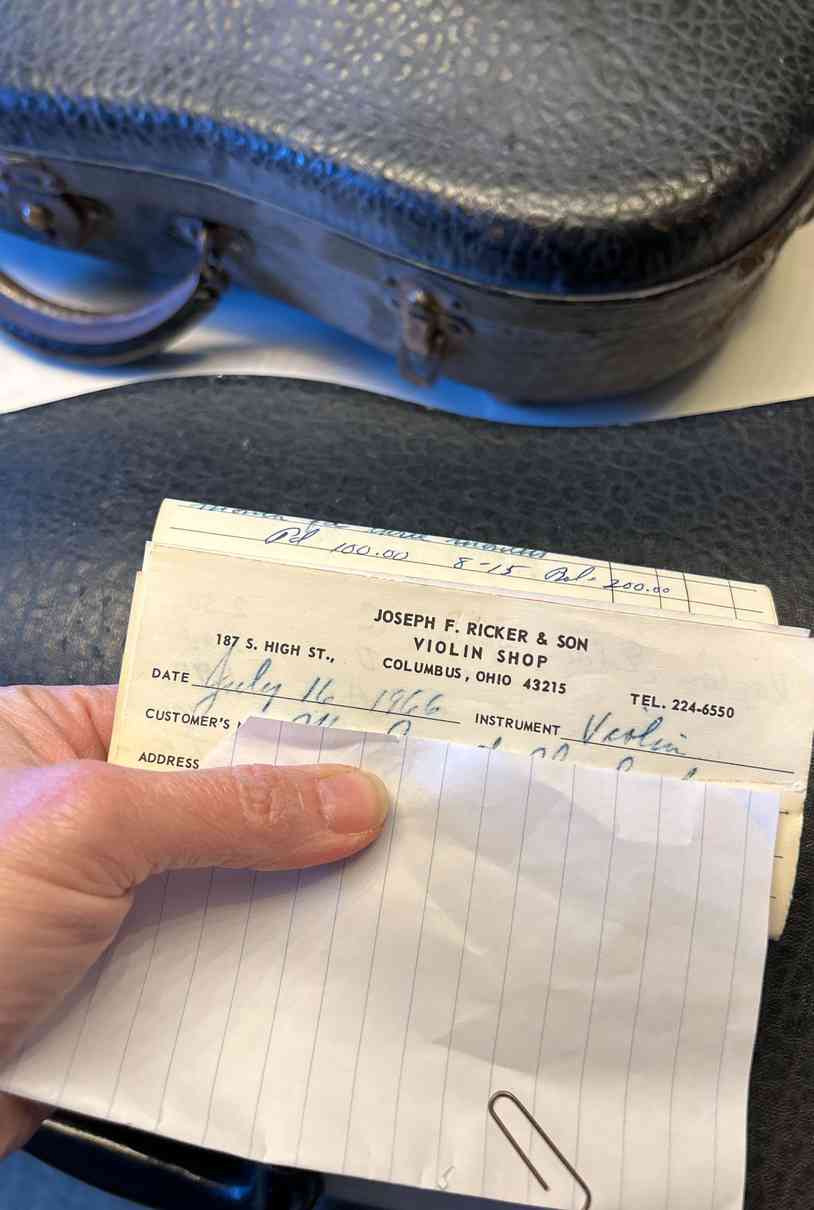 Pd 100.00 8-15 Bal. 200.00
JOSEPH F. RICKER & SON
VIOLIN SHOP
187 S. HIGH ST., COLUMBUS, OHIO 43215 TEL. 224-6550
DATE July 16 1966 INSTRUMENT Violin
CUSTOMER'S
ADDRESS